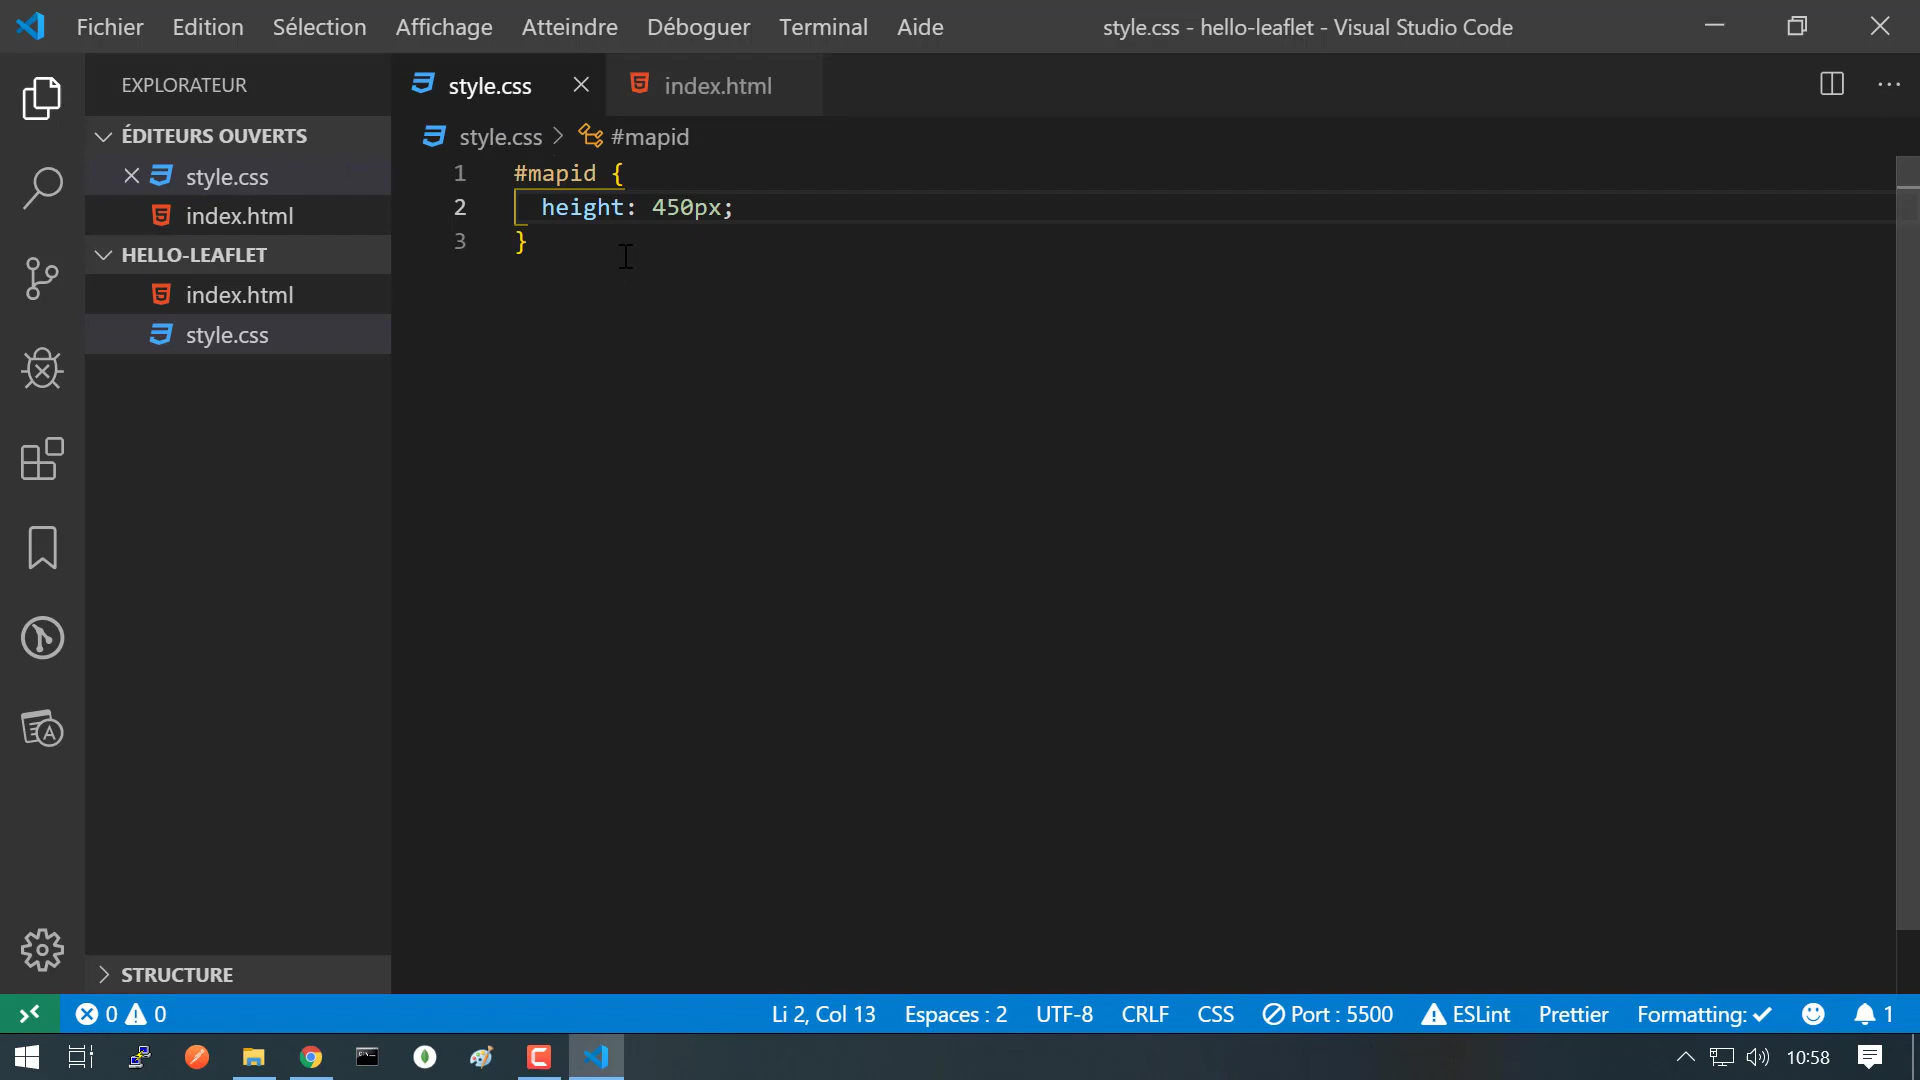 Fichier Edition Sélection Affichage Atteindre Déboguer Terminal Aide style.css - hello-leaflet - Visual Studio Code
EXPLORATEUR
style.css index.html
ÉDITEURS OUVERTS
style.css
index.html
HELLO-LEAFLET
index.html
style.css
STRUCTURE
style.css > #mapid
1 #mapid {
2 height: 450px;
3 }
0 0 Li 2, Col 13 Espaces : 2 UTF-8 CRLF CSS Port : 5500 ESLint Prettier Formatting: 1
10:58